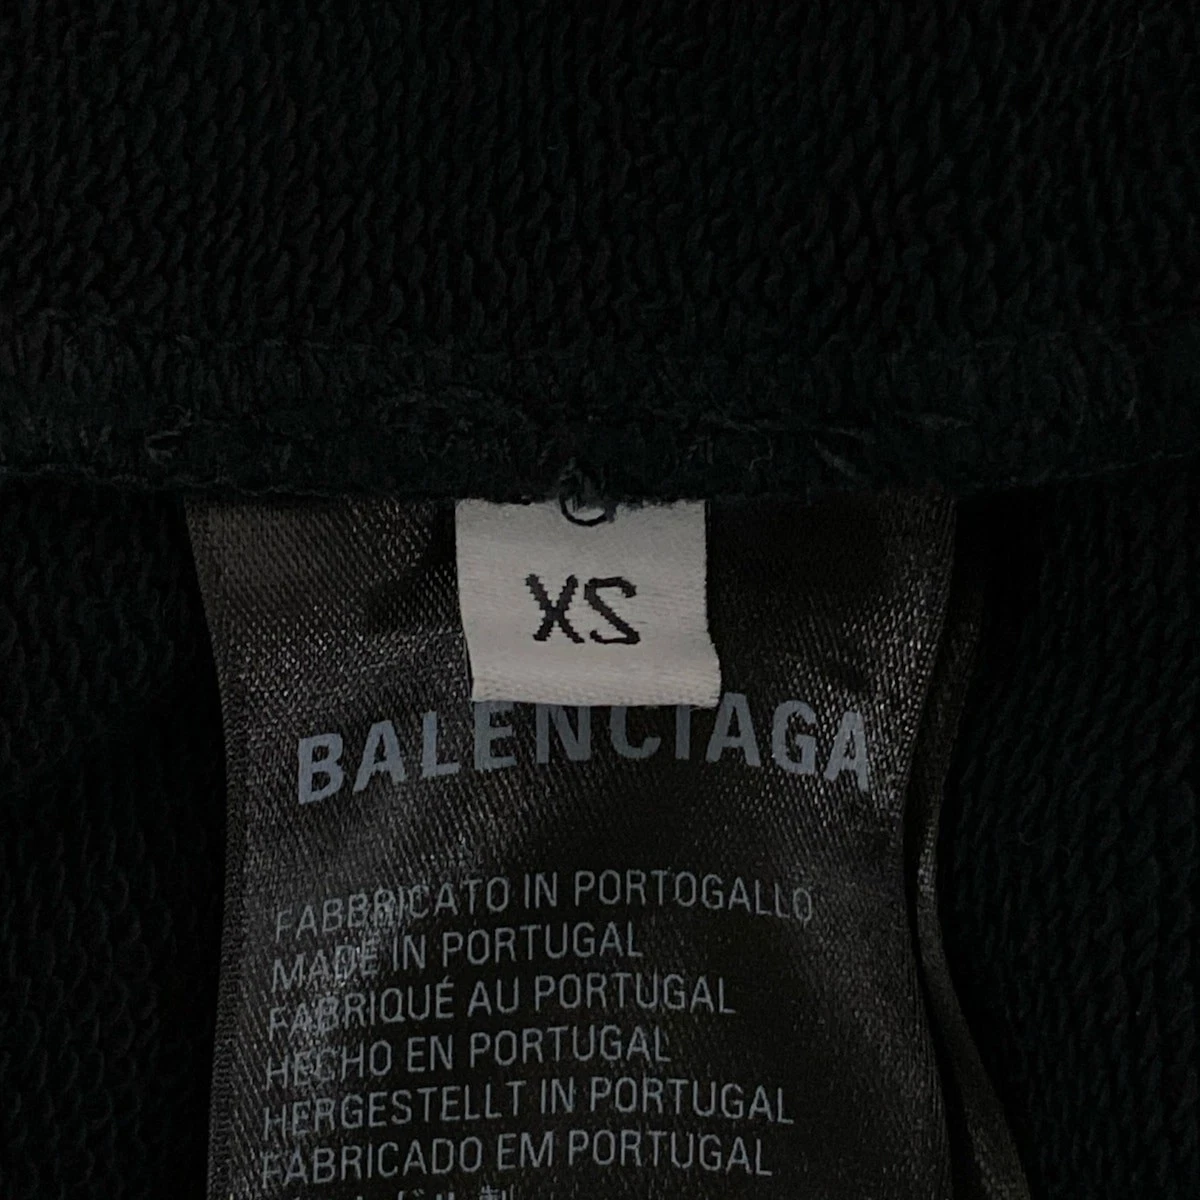 XS
BALENCIAGA
FABBRICATO IN PORTOGALLO
MADE IN PORTUGAL
FABRIQUÉ AU PORTUGAL
HECHO EN PORTUGAL
HERGESTELLT IN PORTUGAL
FABRICADO EM PORTUGAL